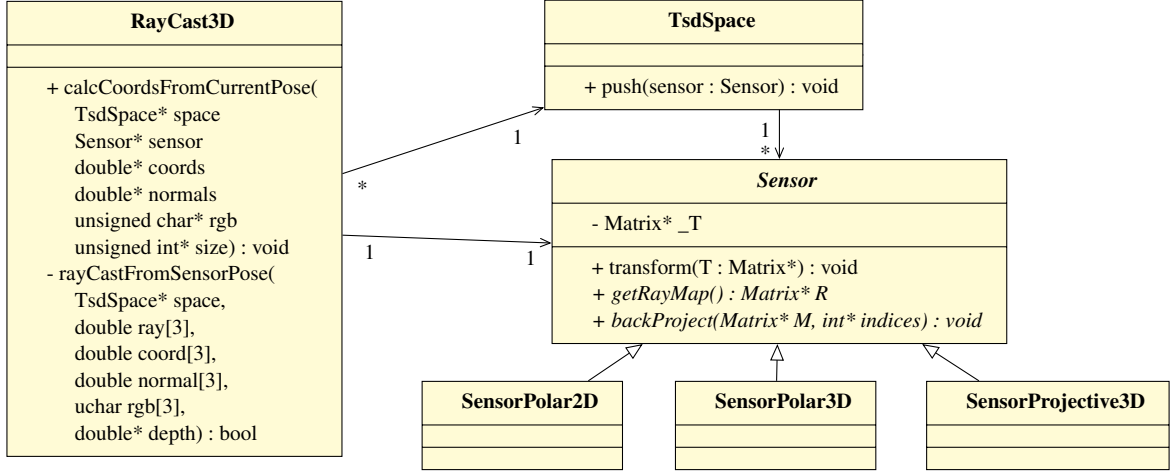 RayCast3D
+ calcCoordsFromCurrentPose(
TsdSpace* space
Sensor* sensor
double* coords
double* normals
unsigned char* rgb
unsigned int* size) : void
- rayCastFromSensorPose(
TsdSpace* space,
double ray[3],
double coord[3],
double normal[3],
uchar rgb[3],
double* depth) : bool
*
1
1
1
TsdSpace
+ push(sensor : Sensor) : void
1
*
Sensor
- Matrix* _T
+ transform(T : Matrix*) : void
+ getRayMap() : Matrix* R
+ backProject(Matrix* M, int* indices) : void
SensorPolar2D
SensorPolar3D
SensorProjective3D